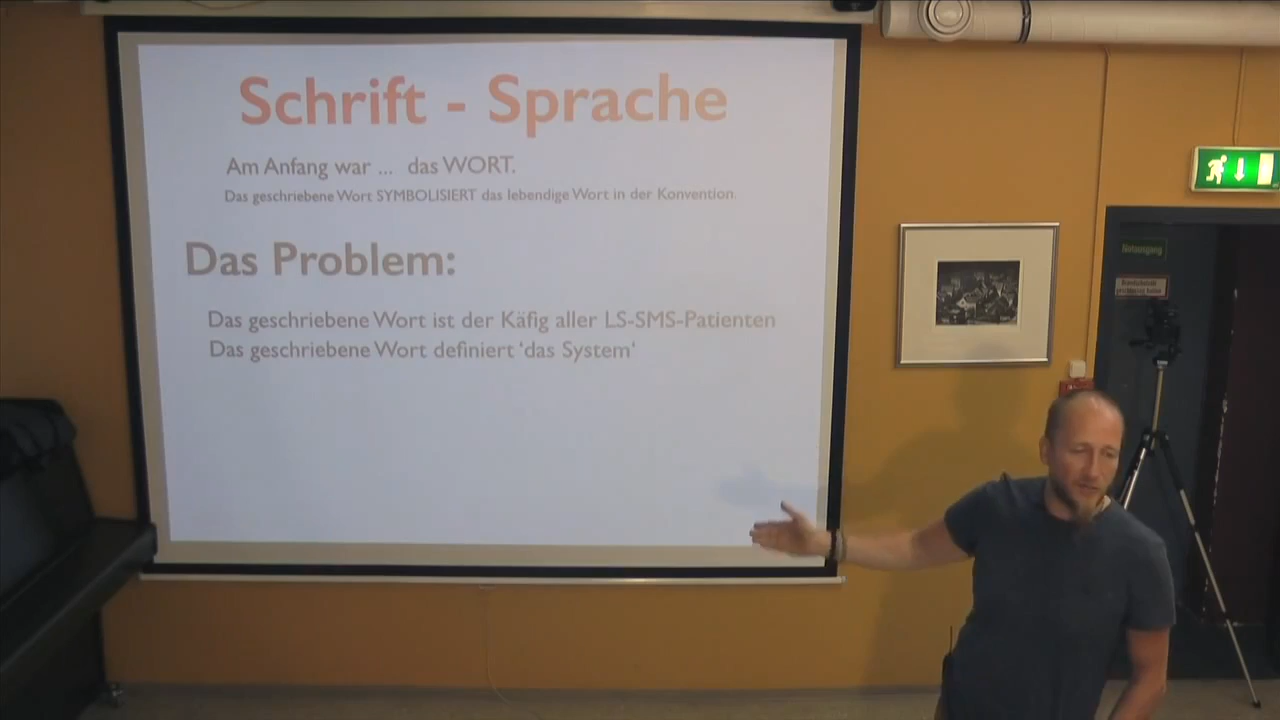 Schrift - Sprache
Am Anfang war ... das WORT.
Das geschriebene Wort SYMBOLISIERT das lebendige Wort in der Konvention.
Das Problem:
Das geschriebene Wort ist der Käfig aller LS-SMS-Patienten
Das geschriebene Wort definiert ‘das System‘
Notausgang